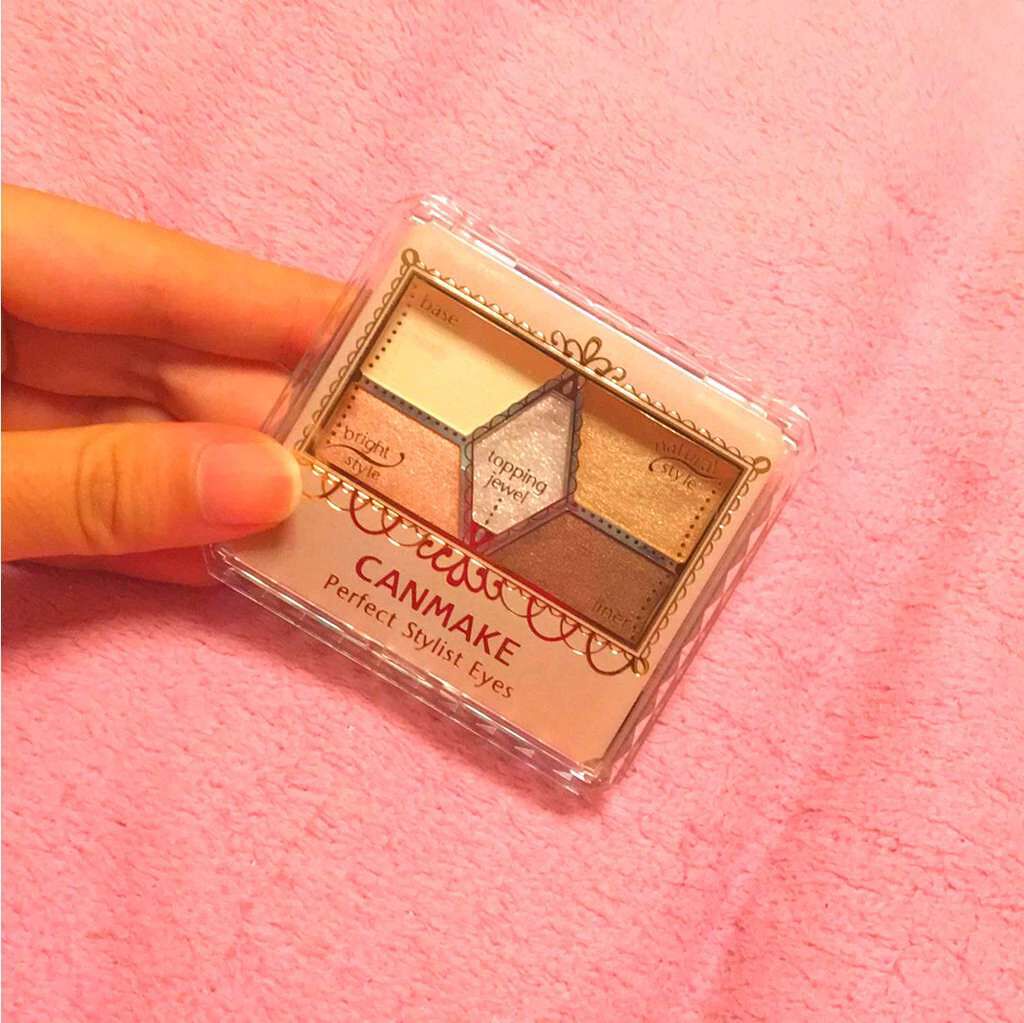 base
bright
style
topping
jewel
natural
style
liner
CANMAKE
Perfect Stylist Eyes